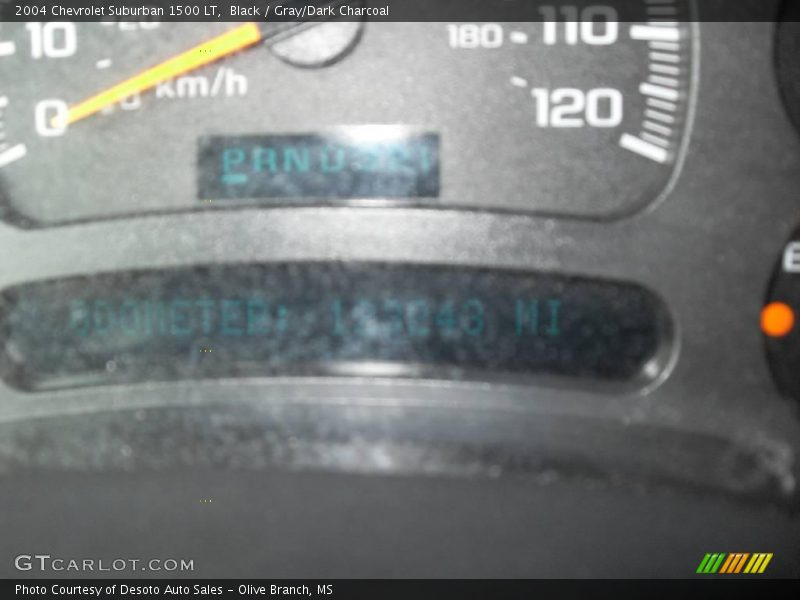 2004 Chevrolet Suburban 1500 LT, Black / Gray/Dark Charcoal
10
180 110
km/h
0
120
PRND
ODOMETER: MI
E
GTCARLOT.COM
Photo Courtesy of Desoto Auto Sales - Olive Branch, MS